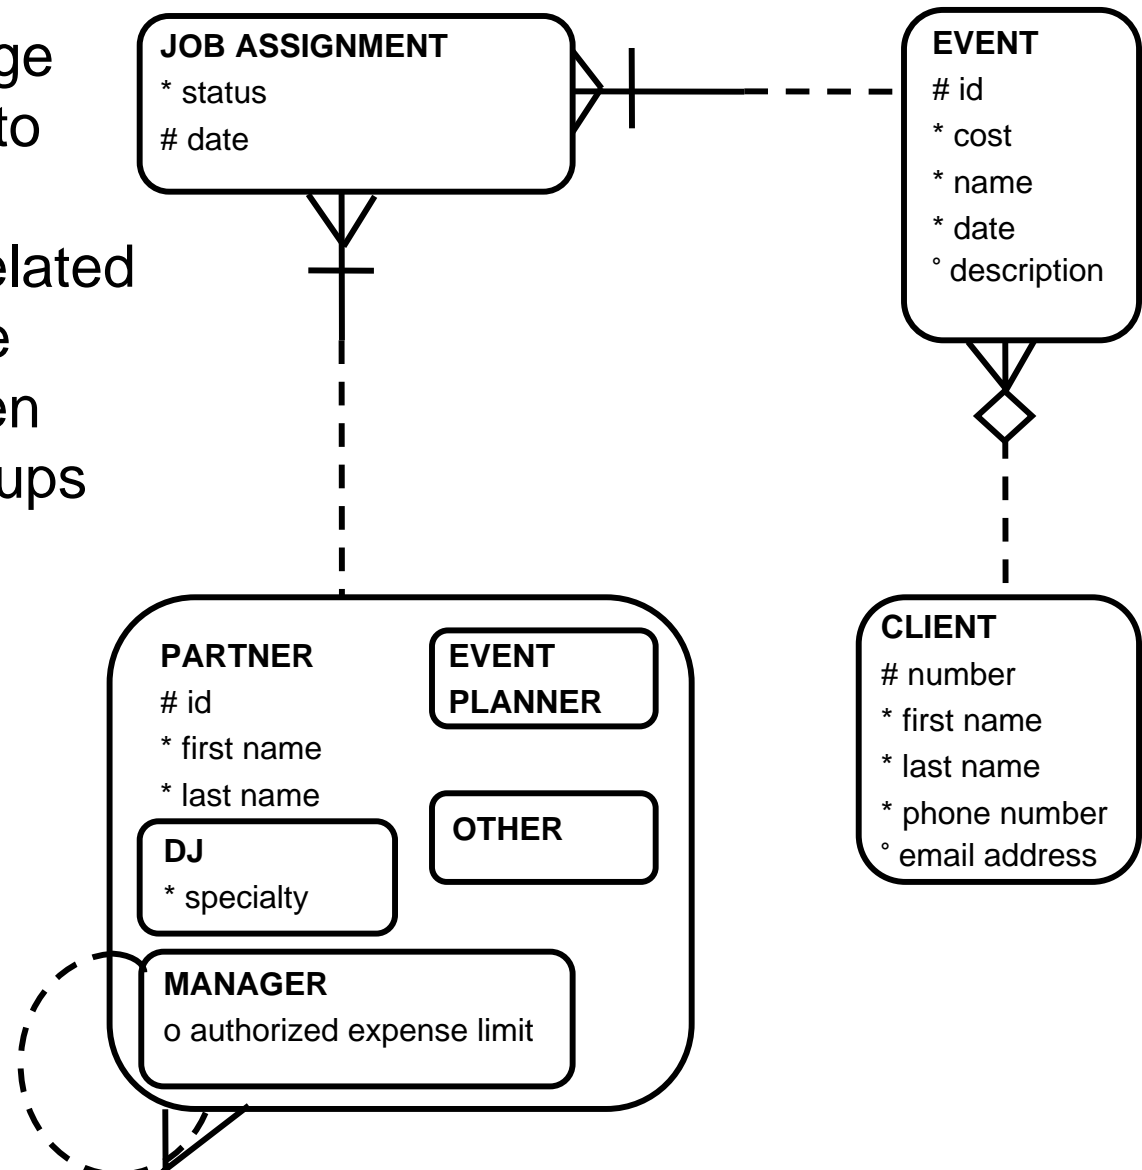 ge
to
elated
e
en
ups
JOB ASSIGNMENT
* status
# date
EVENT
# id
* cost
* name
* date
° description
PARTNER
# id
* first name
* last name
EVENT
PLANNER
OTHER
DJ
* specialty
MANAGER
o authorized expense limit
CLIENT
# number
* first name
* last name
* phone number
° email address